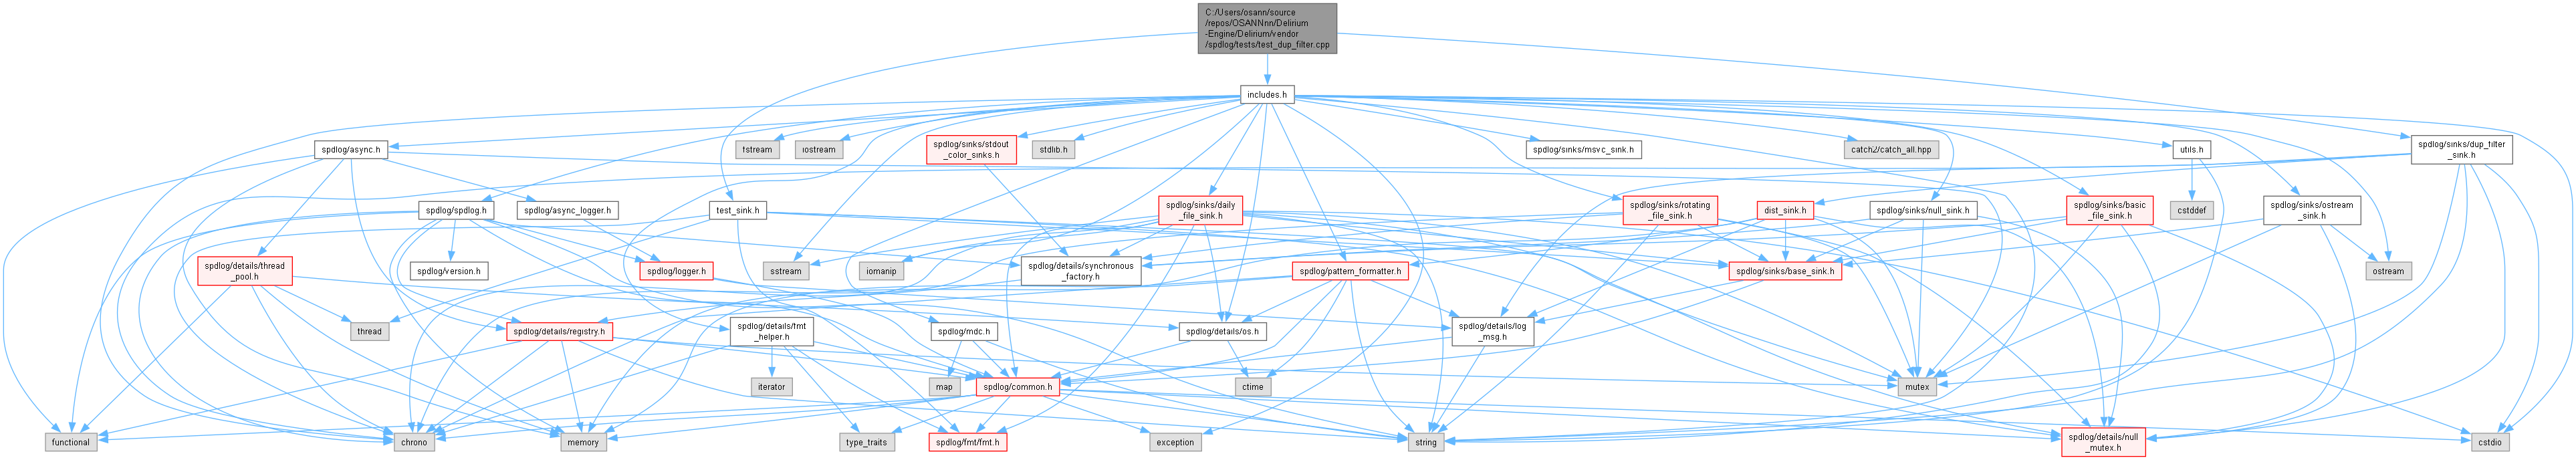 C:/Users/osann/source
/repos/OSANNnn/Delirium
-Engine/Delirium/vendor
/spdlog/tests/test_dup_filter.cpp
includes.h
spdlog/async.h
fstream
iostream
spdlog/sinks/stdout
_color_sinks.h
stdlib.h
spdlog/sinks/msvc_sink.h
catch2/catch_all.hpp
utils.h
spdlog/sinks/dup_filter
_sink.h
spdlog/spdlog.h
spdlog/async_logger.h
test_sink.h
spdlog/sinks/daily
_file_sink.h
spdlog/sinks/rotating
_file_sink.h
dist_sink.h
spdlog/sinks/null_sink.h
spdlog/sinks/basic
_file_sink.h
cstddef
spdlog/sinks/ostream
_sink.h
spdlog/details/thread
_pool.h
spdlog/version.h
spdlog/logger.h
sstream
iomanip
spdlog/details/synchronous
_factory.h
spdlog/pattern_formatter.h
spdlog/sinks/base_sink.h
ostream
thread
spdlog/details/registry.h
spdlog/details/fmt
_helper.h
spdlog/mdc.h
spdlog/details/os.h
spdlog/details/log
_msg.h
iterator
map
spdlog/common.h
ctime
mutex
functional
chrono
memory
type_traits
spdlog/fmt/fmt.h
exception
string
spdlog/details/null
_mutex.h
cstdio